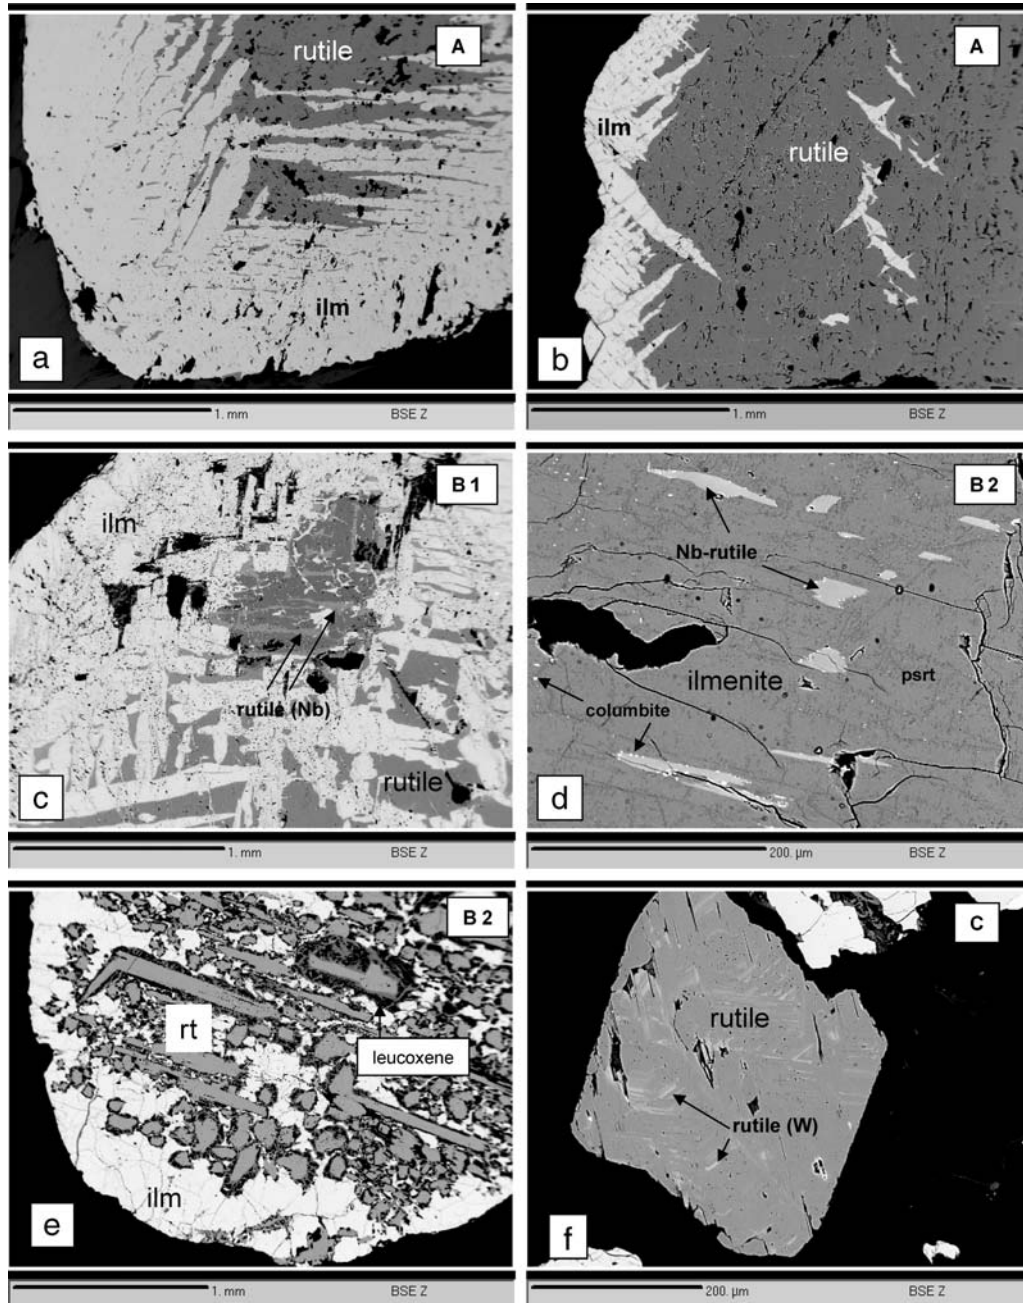 A
rutile
ilm
a
1. mm BSE Z
A
ilm
rutile
b
1. mm BSE Z
B 1
ilm
rutile (Nb)
rutile
c
1. mm BSE Z
B 2
Nb-rutile
psrt
ilmenite
columbite
d
200. µm BSE Z
B 2
rt
leucoxene
ilm
e
1. mm BSE Z
C
rutile
rutile (W)
f
200. µm BSE Z